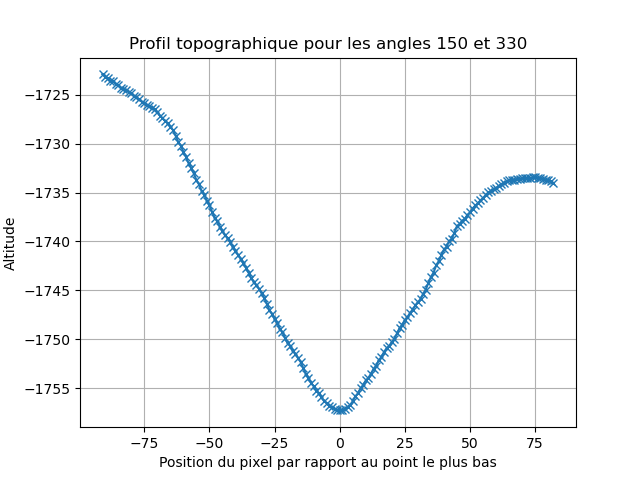 Profil topographique pour les angles 150 et 330
Altitude
−1725
−1730
−1735
−1740
−1745
−1750
−1755
−75 −50 −25 0 25 50 75
Position du pixel par rapport au point le plus bas